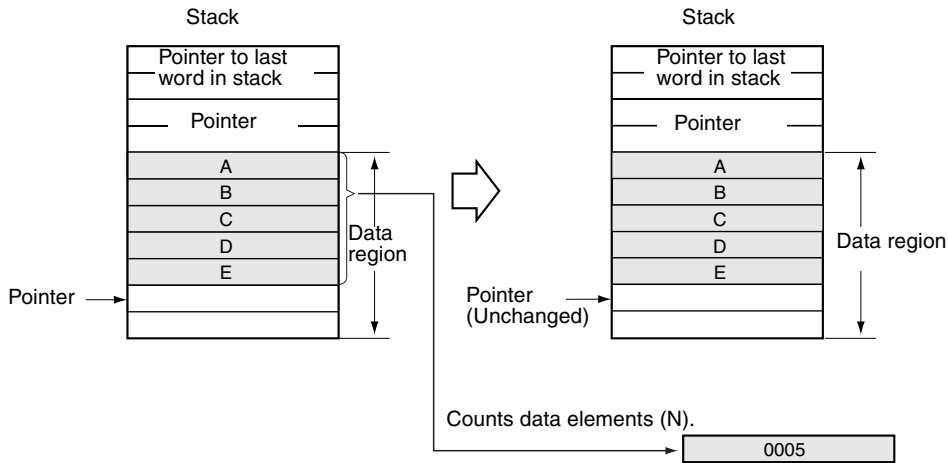 Stack
Pointer to last
word in stack
Pointer
A
B
C
D
E
Data
region
Pointer
Stack
Pointer to last
word in stack
Pointer
A
B
C
D
E
Data region
Pointer
(Unchanged)
Counts data elements (N).
0005